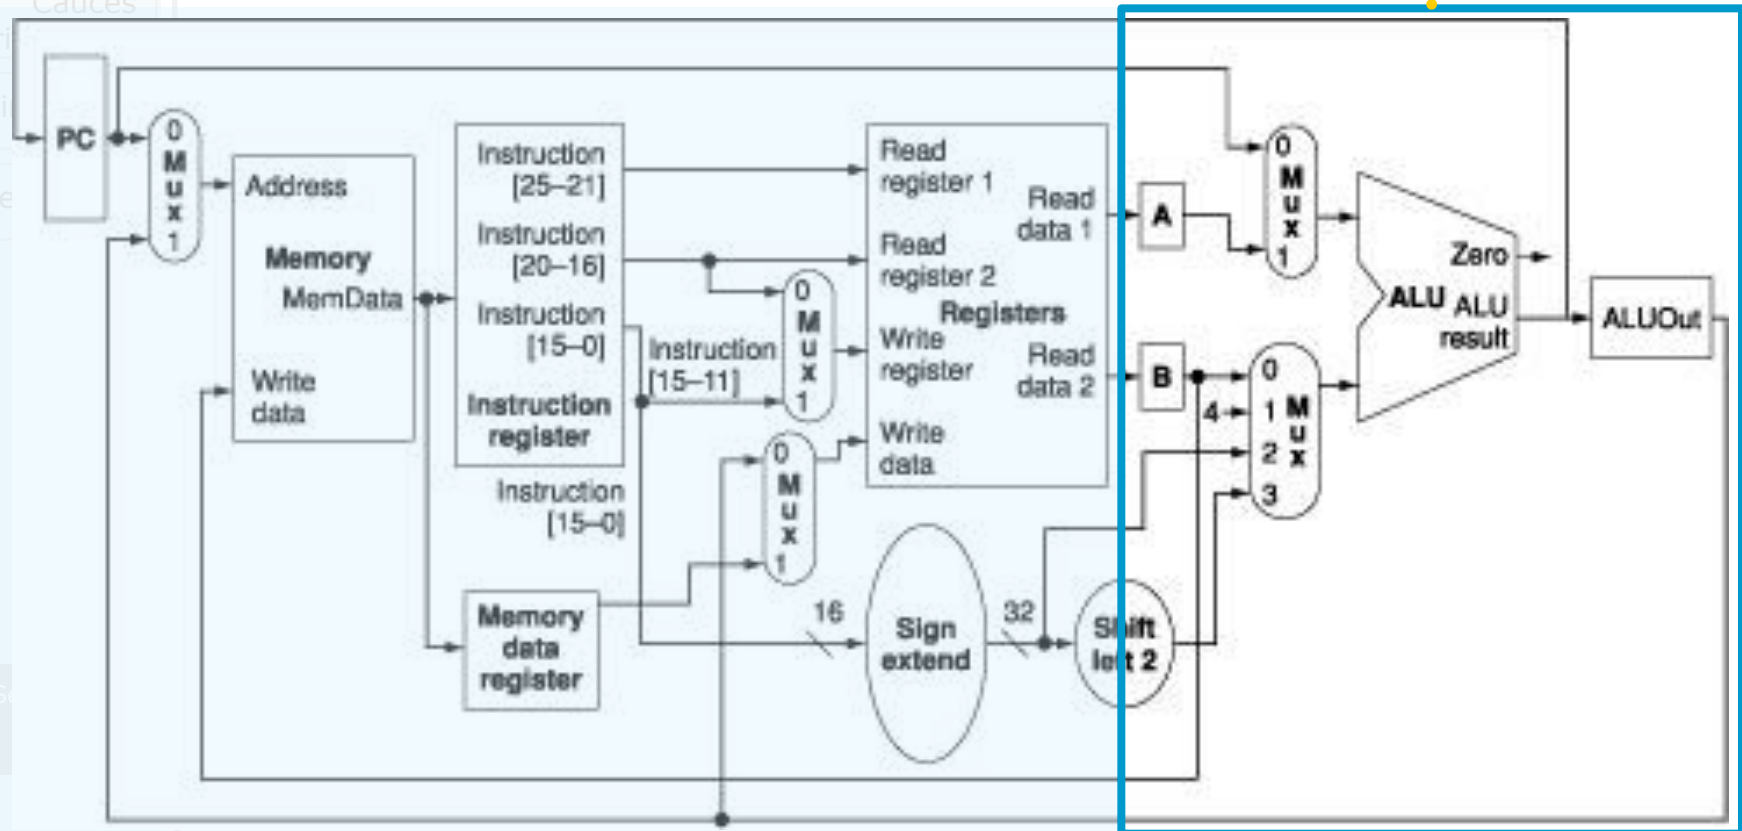 Cauces
PC
0
M
u
x
1
Address
Memory
MemData
Write
data
Instruction
[25–21]
Instruction
[20–16]
Instruction
[15–0]
Instruction
register
Instruction
[15–0]
Memory
data
register
Instruction
[15–11]
0
M
u
x
1
0
M
u
x
1
16
Sign
extend
32
Shift
left 2
Read
register 1
Read
register 2
Registers
Write
register
Write
data
Read
data 1
Read
data 2
A
B
4
0
M
u
x
1
0
1
2
3
M
u
x
Zero
ALU
ALU
result
ALUOut